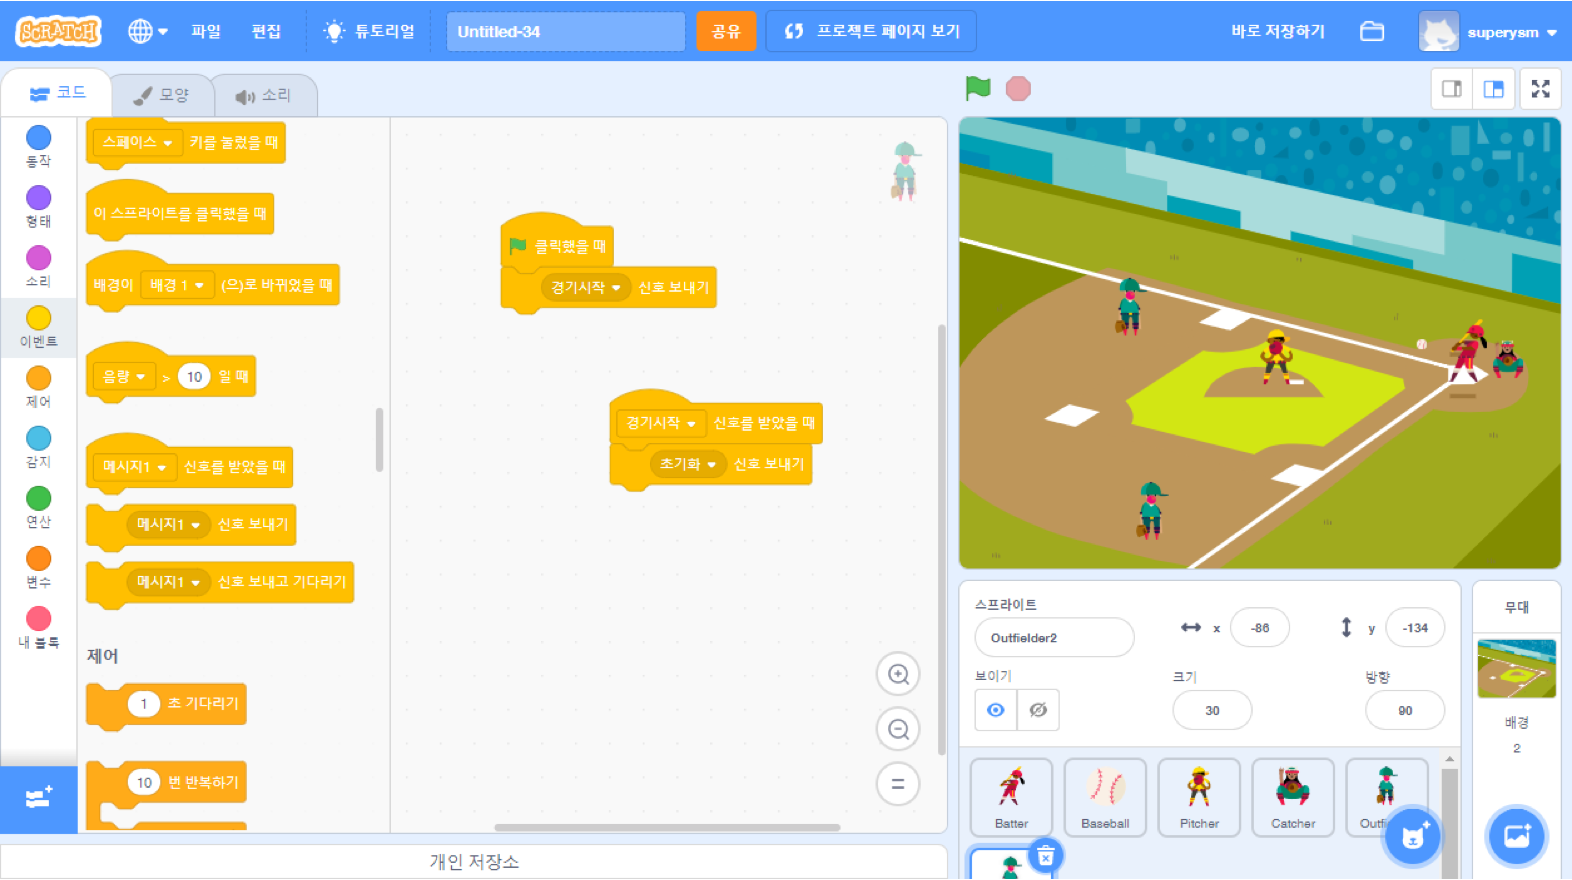 SCRATCH
파일
편집
튜토리얼
Untitled-34
공유
프로젝트 페이지 보기
바로 저장하기
superysm
코드
모양
소리
동작
형태
소리
이벤트
제어
감지
연산
변수
내 블록
스페이스 키를 눌렀을 때
이 스프라이트를 클릭했을 때
배경이 배경 1 (으)로 바뀌었을 때
음량 > 10 일 때
메시지1 신호를 받았을 때
메시지1 신호 보내기
메시지1 신호 보내고 기다리기
제어
1 초 기다리기
10 번 반복하기
클릭했을 때
경기시작 신호 보내기
경기시작 신호를 받았을 때
초기화 신호 보내기
개인 저장소
스프라이트
Outfielder2
x -86
y -134
보이기
크기
30
방향
90
Batter
Baseball
Pitcher
Catcher
Outfi
무대
배경
2